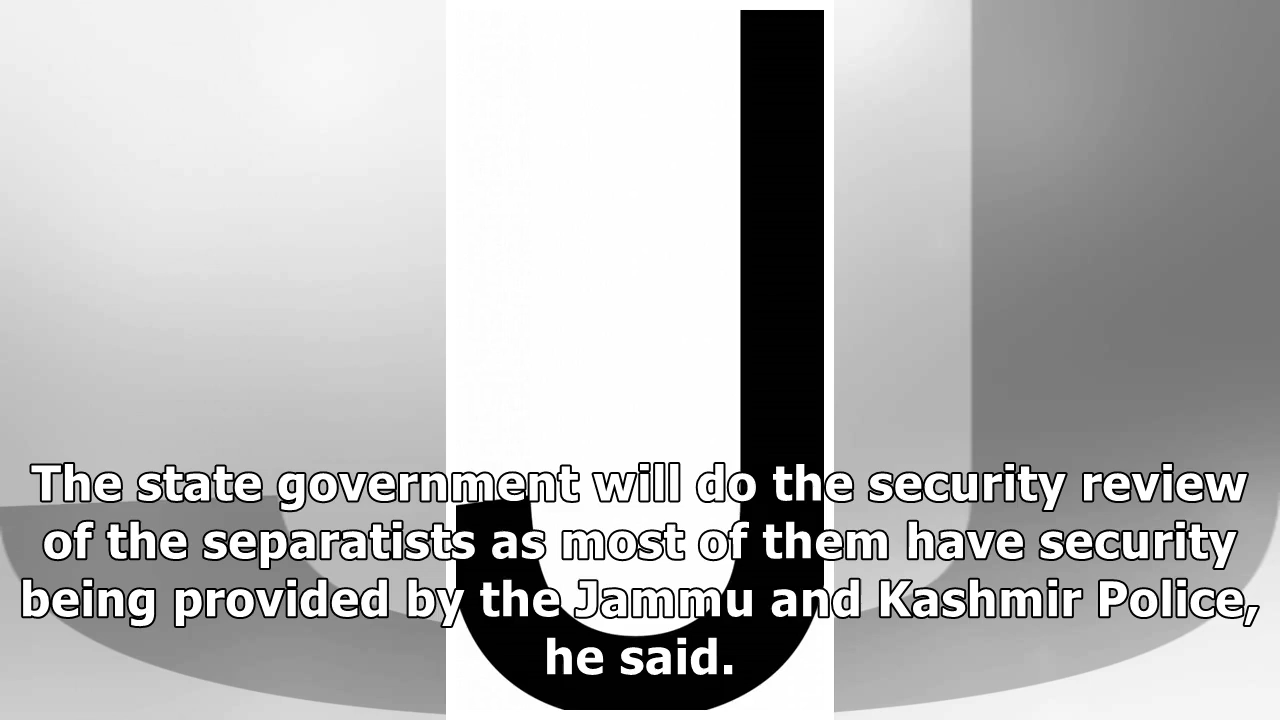 J
The state government will do the security review
of the separatists as most of them have security
being provided by the Jammu and Kashmir Police,
he said.